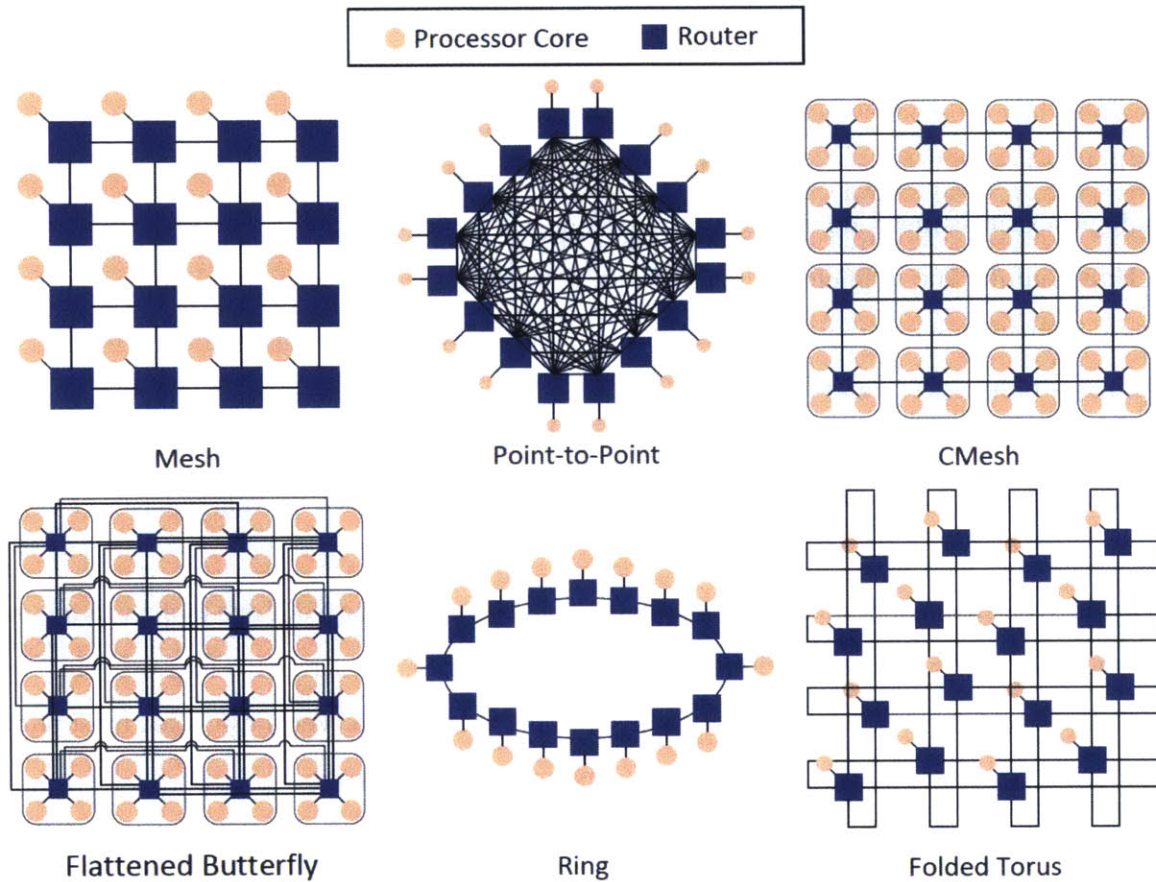 Processor Core Router
Mesh
Point-to-Point
CMesh
Flattened Butterfly
Ring
Folded Torus